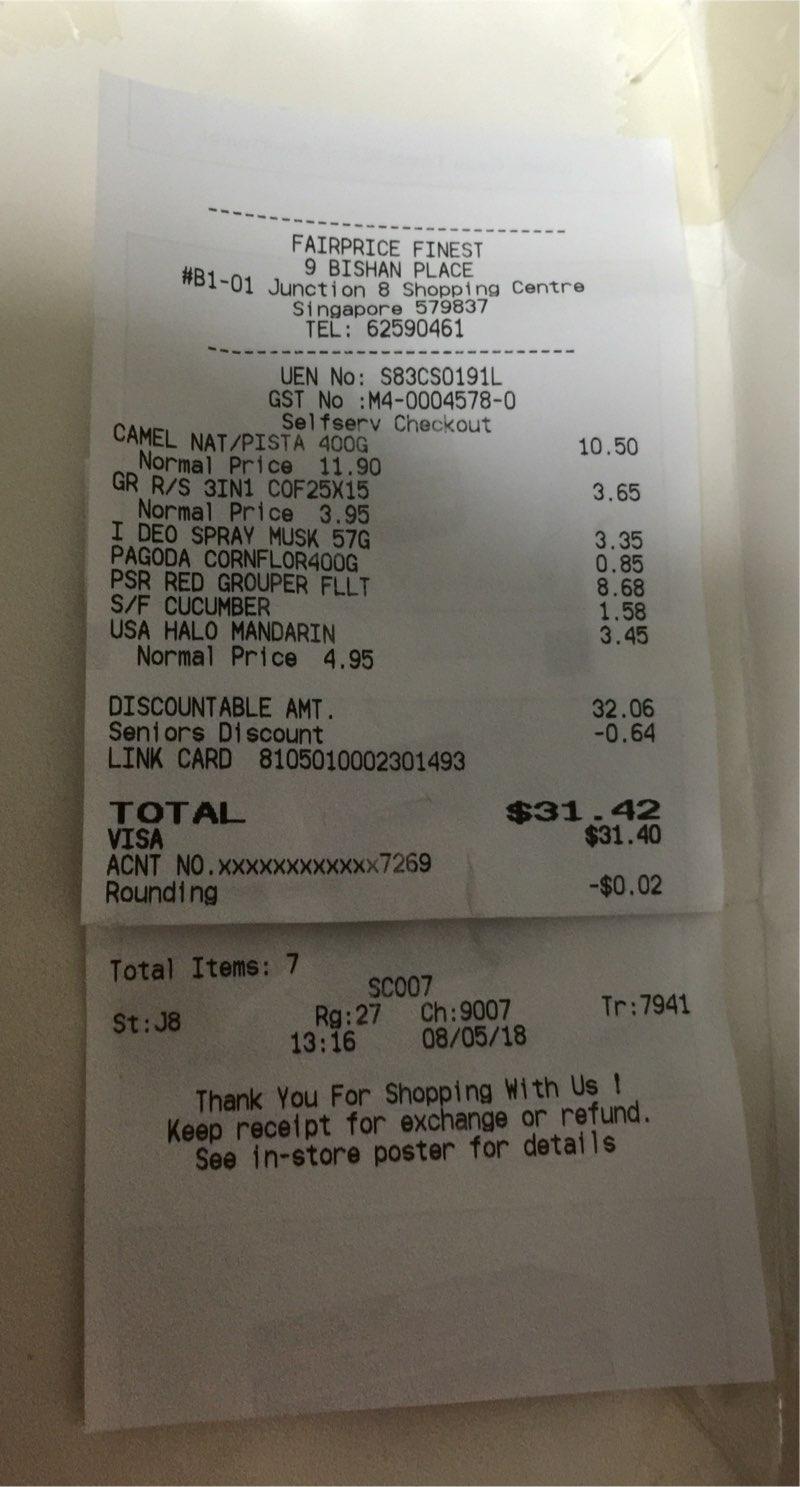 FAIRPRICE FINEST
9 BISHAN PLACE
#B1-01 Junction 8 Shopping Centre
Singapore 579837
TEL: 62590461
UEN No: S83CS0191L
GST No :M4-0004578-0
Selfserv Checkout
CAMEL NAT/PISTA 400G 10.50
Normal Price 11.90
GR R/S 3IN1 COF25X15 3.65
Normal Price 3.95
I DEO SPRAY MUSK 57G 3.35
PAGODA CORNFLOR400G 0.85
PSR RED GROUPER FLLT 8.68
S/F CUCUMBER 1.58
USA HALO MANDARIN 3.45
Normal Price 4.95
DISCOUNTABLE AMT. 32.06
Seniors Discount -0.64
LINK CARD 8105010002301493
TOTAL $31.42
VISA $31.40
ACNT NO.xxxxxxxxxxxx7269
Rounding -$0.02
Total Items: 7
SC007
St:J8 Rg:27 Ch:9007 Tr:7941
13:16 08/05/18
Thank You For Shopping With Us !
Keep receipt for exchange or refund.
See in-store poster for details